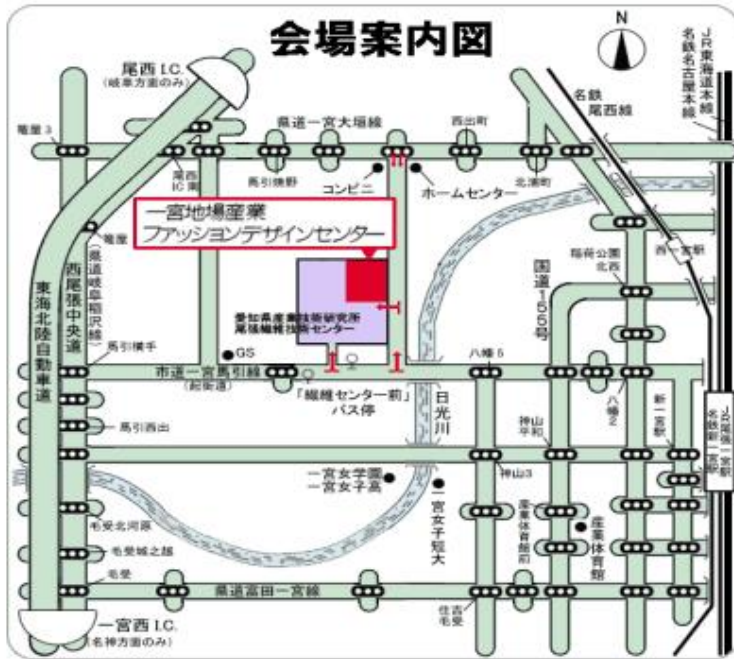 会場案内図
N
尾西I.C.
(岐阜方面のみ)
JR東海道本線
名鉄名古屋本線
名鉄
尾西線
篭屋3
県道一宮大垣線
西出町
尾西
IC南
馬引焼野
コンビニ
ホームセンター
北浦町
一宮地場産業
ファッションデザインセンター
篭屋
西尾張中央道
(県道岐阜稲沢線)
東海北陸自動車道
稲荷公園
北西
西一宮駅
国道155号
愛知県産業技術研究所
尾張繊維技術センター
馬引横手
GS
市道一宮馬引線
(起街道)
八幡5
「繊維センター前」
バス停
日光川
八幡2
新一宮駅
JR尾張一宮駅
名鉄新一宮駅
馬引西出
神山
平和
神山3
一宮女学園
一宮女子高
一宮女子短大
産業体育館前
産業体育館
毛受北河原
毛受城之越
毛受
県道富田一宮線
住吉
毛受
一宮西I.C.
(名神方面のみ)